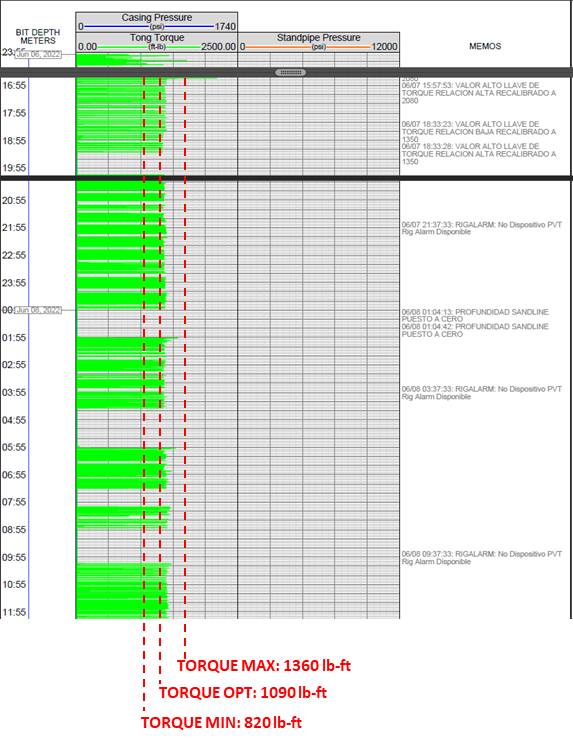 Casing Pressure
0 (psi) 1740
BIT DEPTH
METERS
Tong Torque
0.00 (ft-lb) 2500.00
Standpipe Pressure
0 (psi) 12000
MEMOS
23:55
Jun 06, 2022
2080
16:55
06/07 15:57:53: VALOR ALTO LLAVE DE
TORQUE RELACION ALTA RECALIBRADO A
2080
17:55
06/07 18:33:23: VALOR ALTO LLAVE DE
TORQUE RELACION BAJA RECALIBRADO A
1350
18:55
06/07 18:33:28: VALOR ALTO LLAVE DE
TORQUE RELACION ALTA RECALIBRADO A
1350
19:55
20:55
21:55
06/07 21:37:33: RIGALARM: No Dispositivo PVT
Rig Alarm Disponible
22:55
23:55
00:
Jun 08, 2022
06/08 01:04:13: PROFUNDIDAD SANDLINE
PUESTO A CERO
06/08 01:04:42: PROFUNDIDAD SANDLINE
PUESTO A CERO
01:55
02:55
03:55
06/08 03:37:33: RIGALARM: No Dispositivo PVT
Rig Alarm Disponible
04:55
05:55
06:55
07:55
08:55
09:55
06/08 09:37:33: RIGALARM: No Dispositivo PVT
Rig Alarm Disponible
10:55
11:55
TORQUE MAX: 1360 lb-ft
TORQUE OPT: 1090 lb-ft
TORQUE MIN: 820 lb-ft